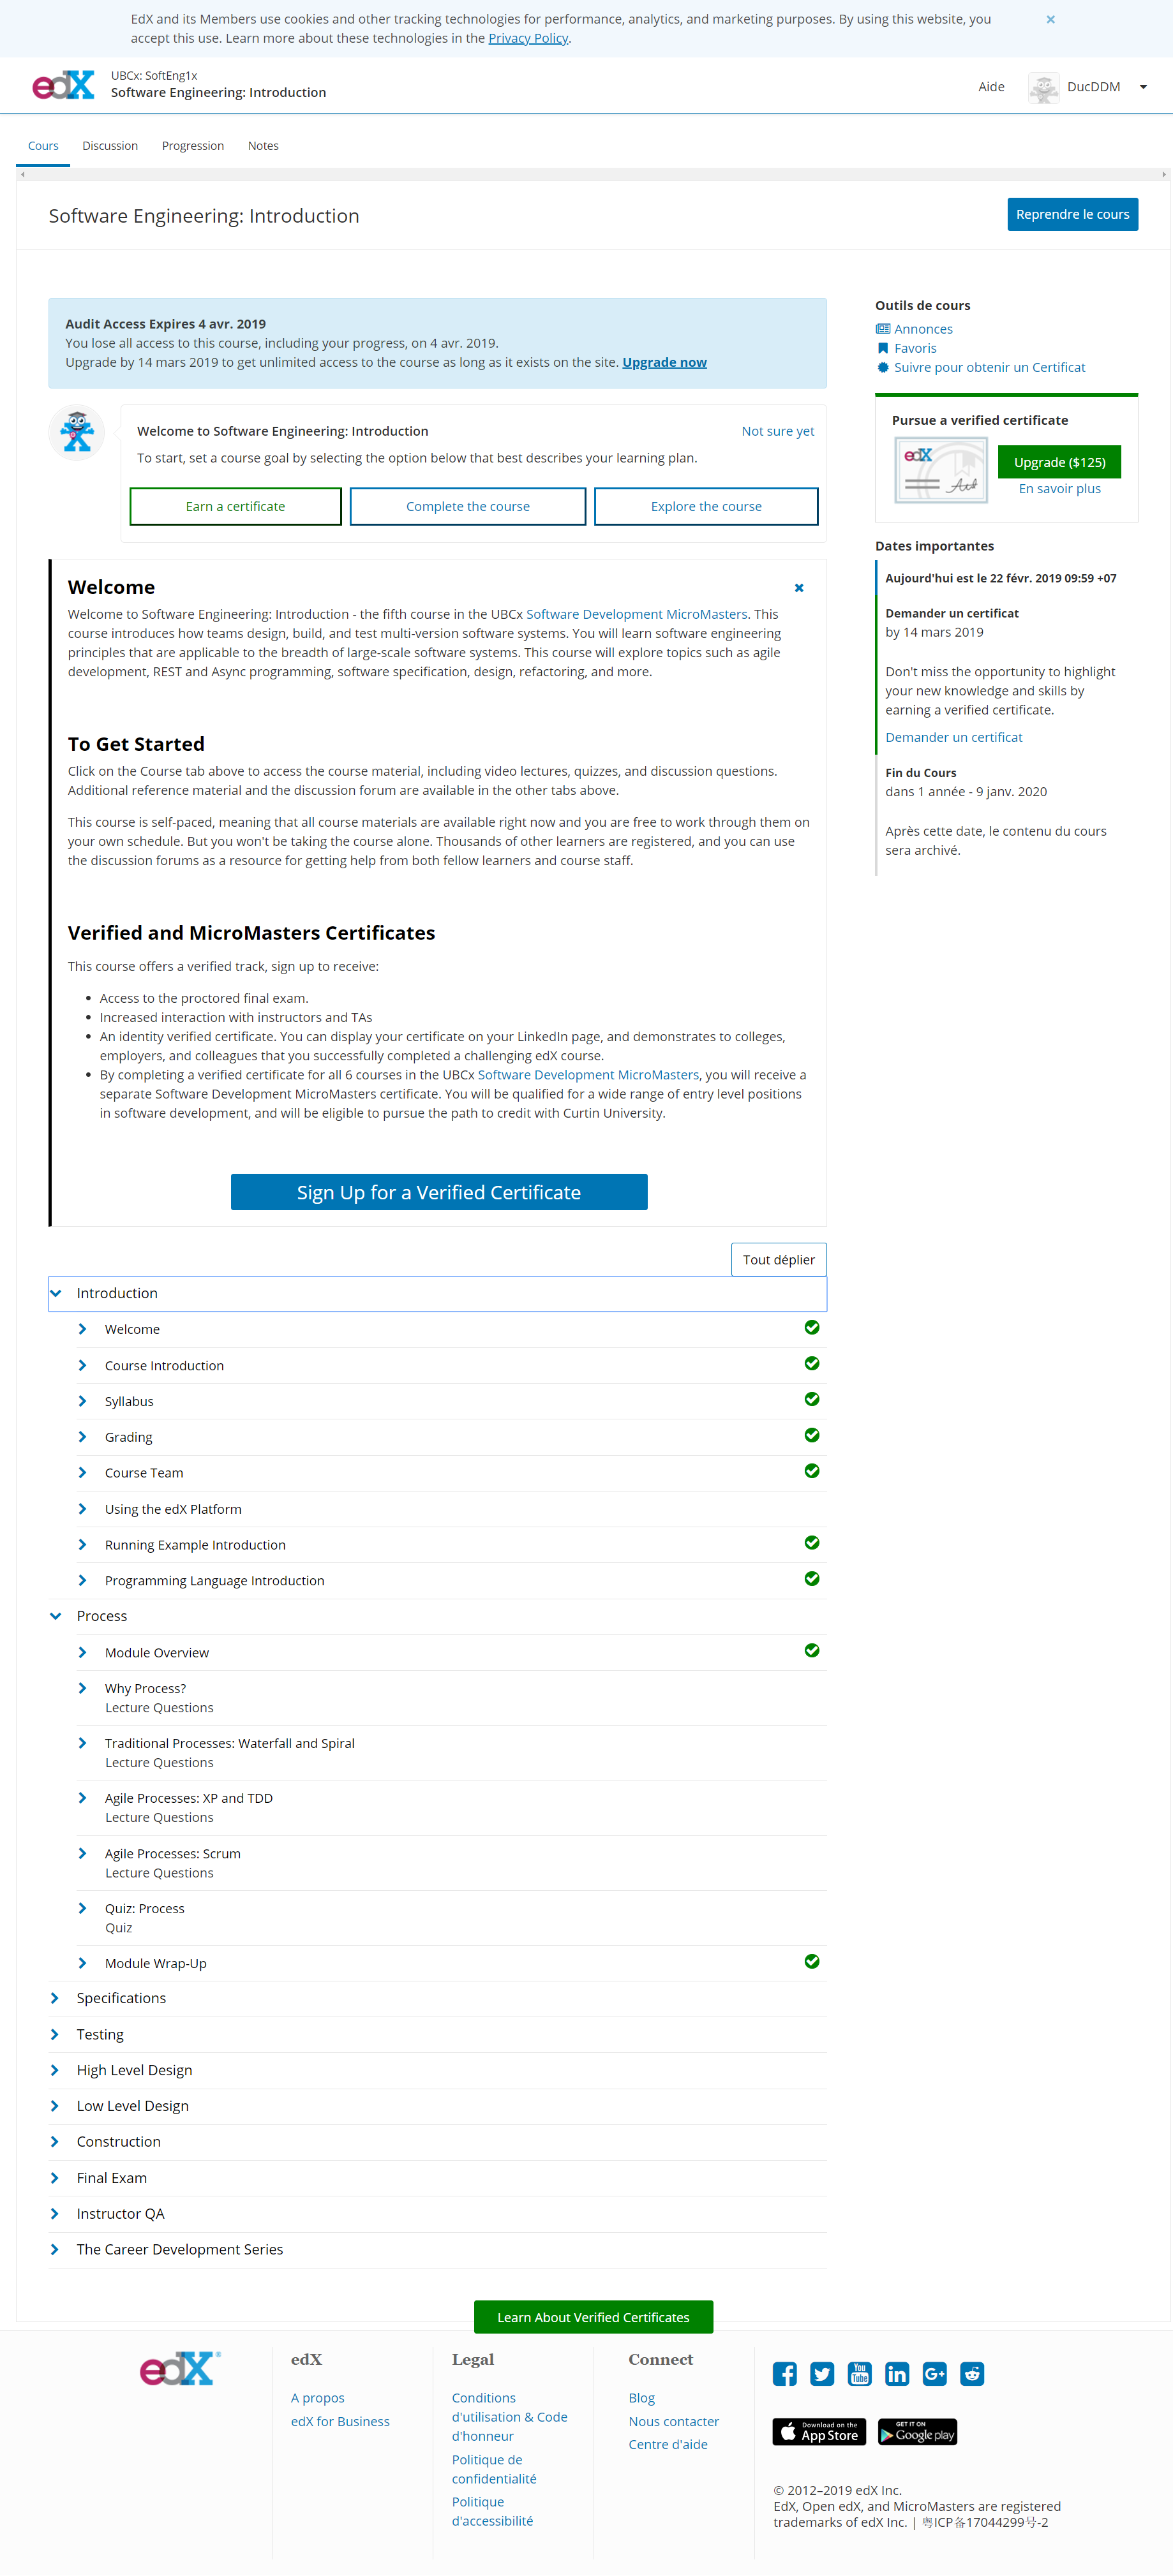 EdX and its Members use cookies and other tracking technologies for performance, analytics, and marketing purposes. By using this website, you
accept this use. Learn more about these technologies in the Privacy Policy.
edX
UBCx: SoftEng1x
Software Engineering: Introduction
Aide
DucDDM
Cours
Discussion
Progression
Notes
Software Engineering: Introduction
Reprendre le cours
Audit Access Expires 4 avr. 2019
You lose all access to this course, including your progress, on 4 avr. 2019.
Upgrade by 14 mars 2019 to get unlimited access to the course as long as it exists on the site. Upgrade now
Welcome to Software Engineering: Introduction
Not sure yet
To start, set a course goal by selecting the option below that best describes your learning plan.
Earn a certificate
Complete the course
Explore the course
Welcome
Welcome to Software Engineering: Introduction - the fifth course in the UBCx Software Development MicroMasters. This
course introduces how teams design, build, and test multi-version software systems. You will learn software engineering
principles that are applicable to the breadth of large-scale software systems. This course will explore topics such as agile
development, REST and Async programming, software specification, design, refactoring, and more.
To Get Started
Click on the Course tab above to access the course material, including video lectures, quizzes, and discussion questions.
Additional reference material and the discussion forum are available in the other tabs above.
This course is self-paced, meaning that all course materials are available right now and you are free to work through them on
your own schedule. But you won't be taking the course alone. Thousands of other learners are registered, and you can use
the discussion forums as a resource for getting help from both fellow learners and course staff.
Verified and MicroMasters Certificates
This course offers a verified track, sign up to receive:
Access to the proctored final exam.
Increased interaction with instructors and TAs
An identity verified certificate. You can display your certificate on your LinkedIn page, and demonstrates to colleges,
employers, and colleagues that you successfully completed a challenging edX course.
By completing a verified certificate for all 6 courses in the UBCx Software Development MicroMasters, you will receive a
separate Software Development MicroMasters certificate. You will be qualified for a wide range of entry level positions
in software development, and will be eligible to pursue the path to credit with Curtin University.
Sign Up for a Verified Certificate
Outils de cours
Annonces
Favoris
Suivre pour obtenir un Certificat
Pursue a verified certificate
edX
Upgrade ($125)
En savoir plus
Dates importantes
Aujourd'hui est le 22 févr. 2019 09:59 +07
Demander un certificat
by 14 mars 2019
Don't miss the opportunity to highlight
your new knowledge and skills by
earning a verified certificate.
Demander un certificat
Fin du Cours
dans 1 année - 9 janv. 2020
Après cette date, le contenu du cours
sera archivé.
Tout déplier
Introduction
Welcome
Course Introduction
Syllabus
Grading
Course Team
Using the edX Platform
Running Example Introduction
Programming Language Introduction
Process
Module Overview
Why Process?
Lecture Questions
Traditional Processes: Waterfall and Spiral
Lecture Questions
Agile Processes: XP and TDD
Lecture Questions
Agile Processes: Scrum
Lecture Questions
Quiz: Process
Quiz
Module Wrap-Up
Specifications
Testing
High Level Design
Low Level Design
Construction
Final Exam
Instructor QA
The Career Development Series
Learn About Verified Certificates
edX
edX
A propos
edX for Business
Legal
Conditions
d'utilisation & Code
d'honneur
Politique de
confidentialité
Politique
d'accessibilité
Connect
Blog
Nous contacter
Centre d'aide
You
Tube
in
G+
Download on the
App Store
GET IT ON
Google play
© 2012–2019 edX Inc.
EdX, Open edX, and MicroMasters are registered
trademarks of edX Inc. | 粤ICP备17044299号-2